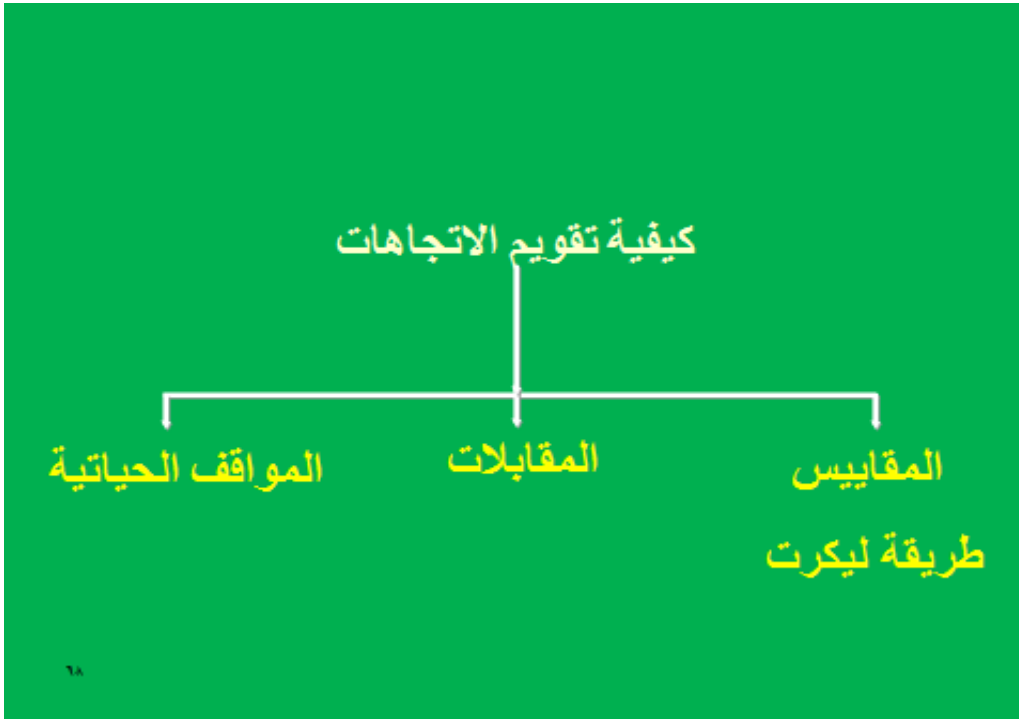 كيفية تقويم الاتجاهات
المقاييس
المقابلات
المواقف الحياتية
طريقة ليكرت
٦٨